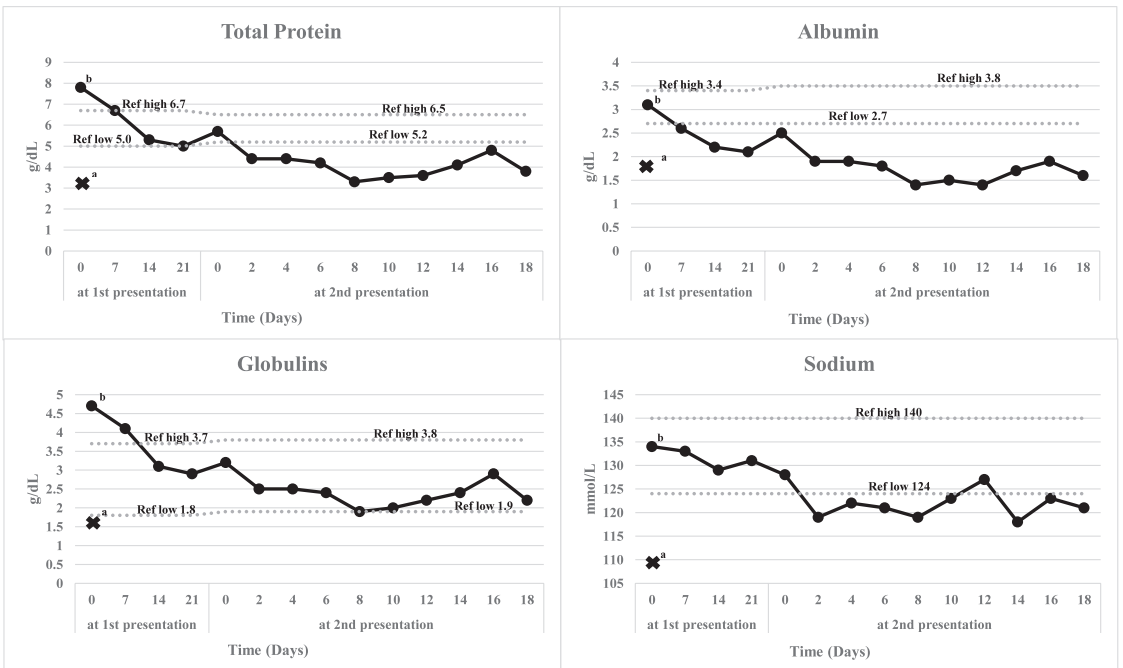 Total Protein
9
8
7
6
5
4
3
2
1
0
g/dL
b
a
Ref high 6.7
Ref high 6.5
Ref low 5.0
Ref low 5.2
0 7 14 21 0 2 4 6 8 10 12 14 16 18
at 1st presentation at 2nd presentation
Time (Days)
Albumin
4
3.5
3
2.5
2
1.5
1
0.5
0
g/dL
b
a
Ref high 3.4
Ref high 3.8
Ref low 2.7
0 7 14 21 0 2 4 6 8 10 12 14 16 18
at 1st presentation at 2nd presentation
Time (Days)
Globulins
5
4.5
4
3.5
3
2.5
2
1.5
1
0.5
0
g/dL
b
a
Ref high 3.7
Ref high 3.8
Ref low 1.8
Ref low 1.9
0 7 14 21 0 2 4 6 8 10 12 14 16 18
at 1st presentation at 2nd presentation
Time (Days)
Sodium
145
140
135
130
125
120
115
110
105
mmol/L
b
a
Ref high 140
Ref low 124
0 7 14 21 0 2 4 6 8 10 12 14 16 18
at 1st presentation at 2nd presentation
Time (Days)